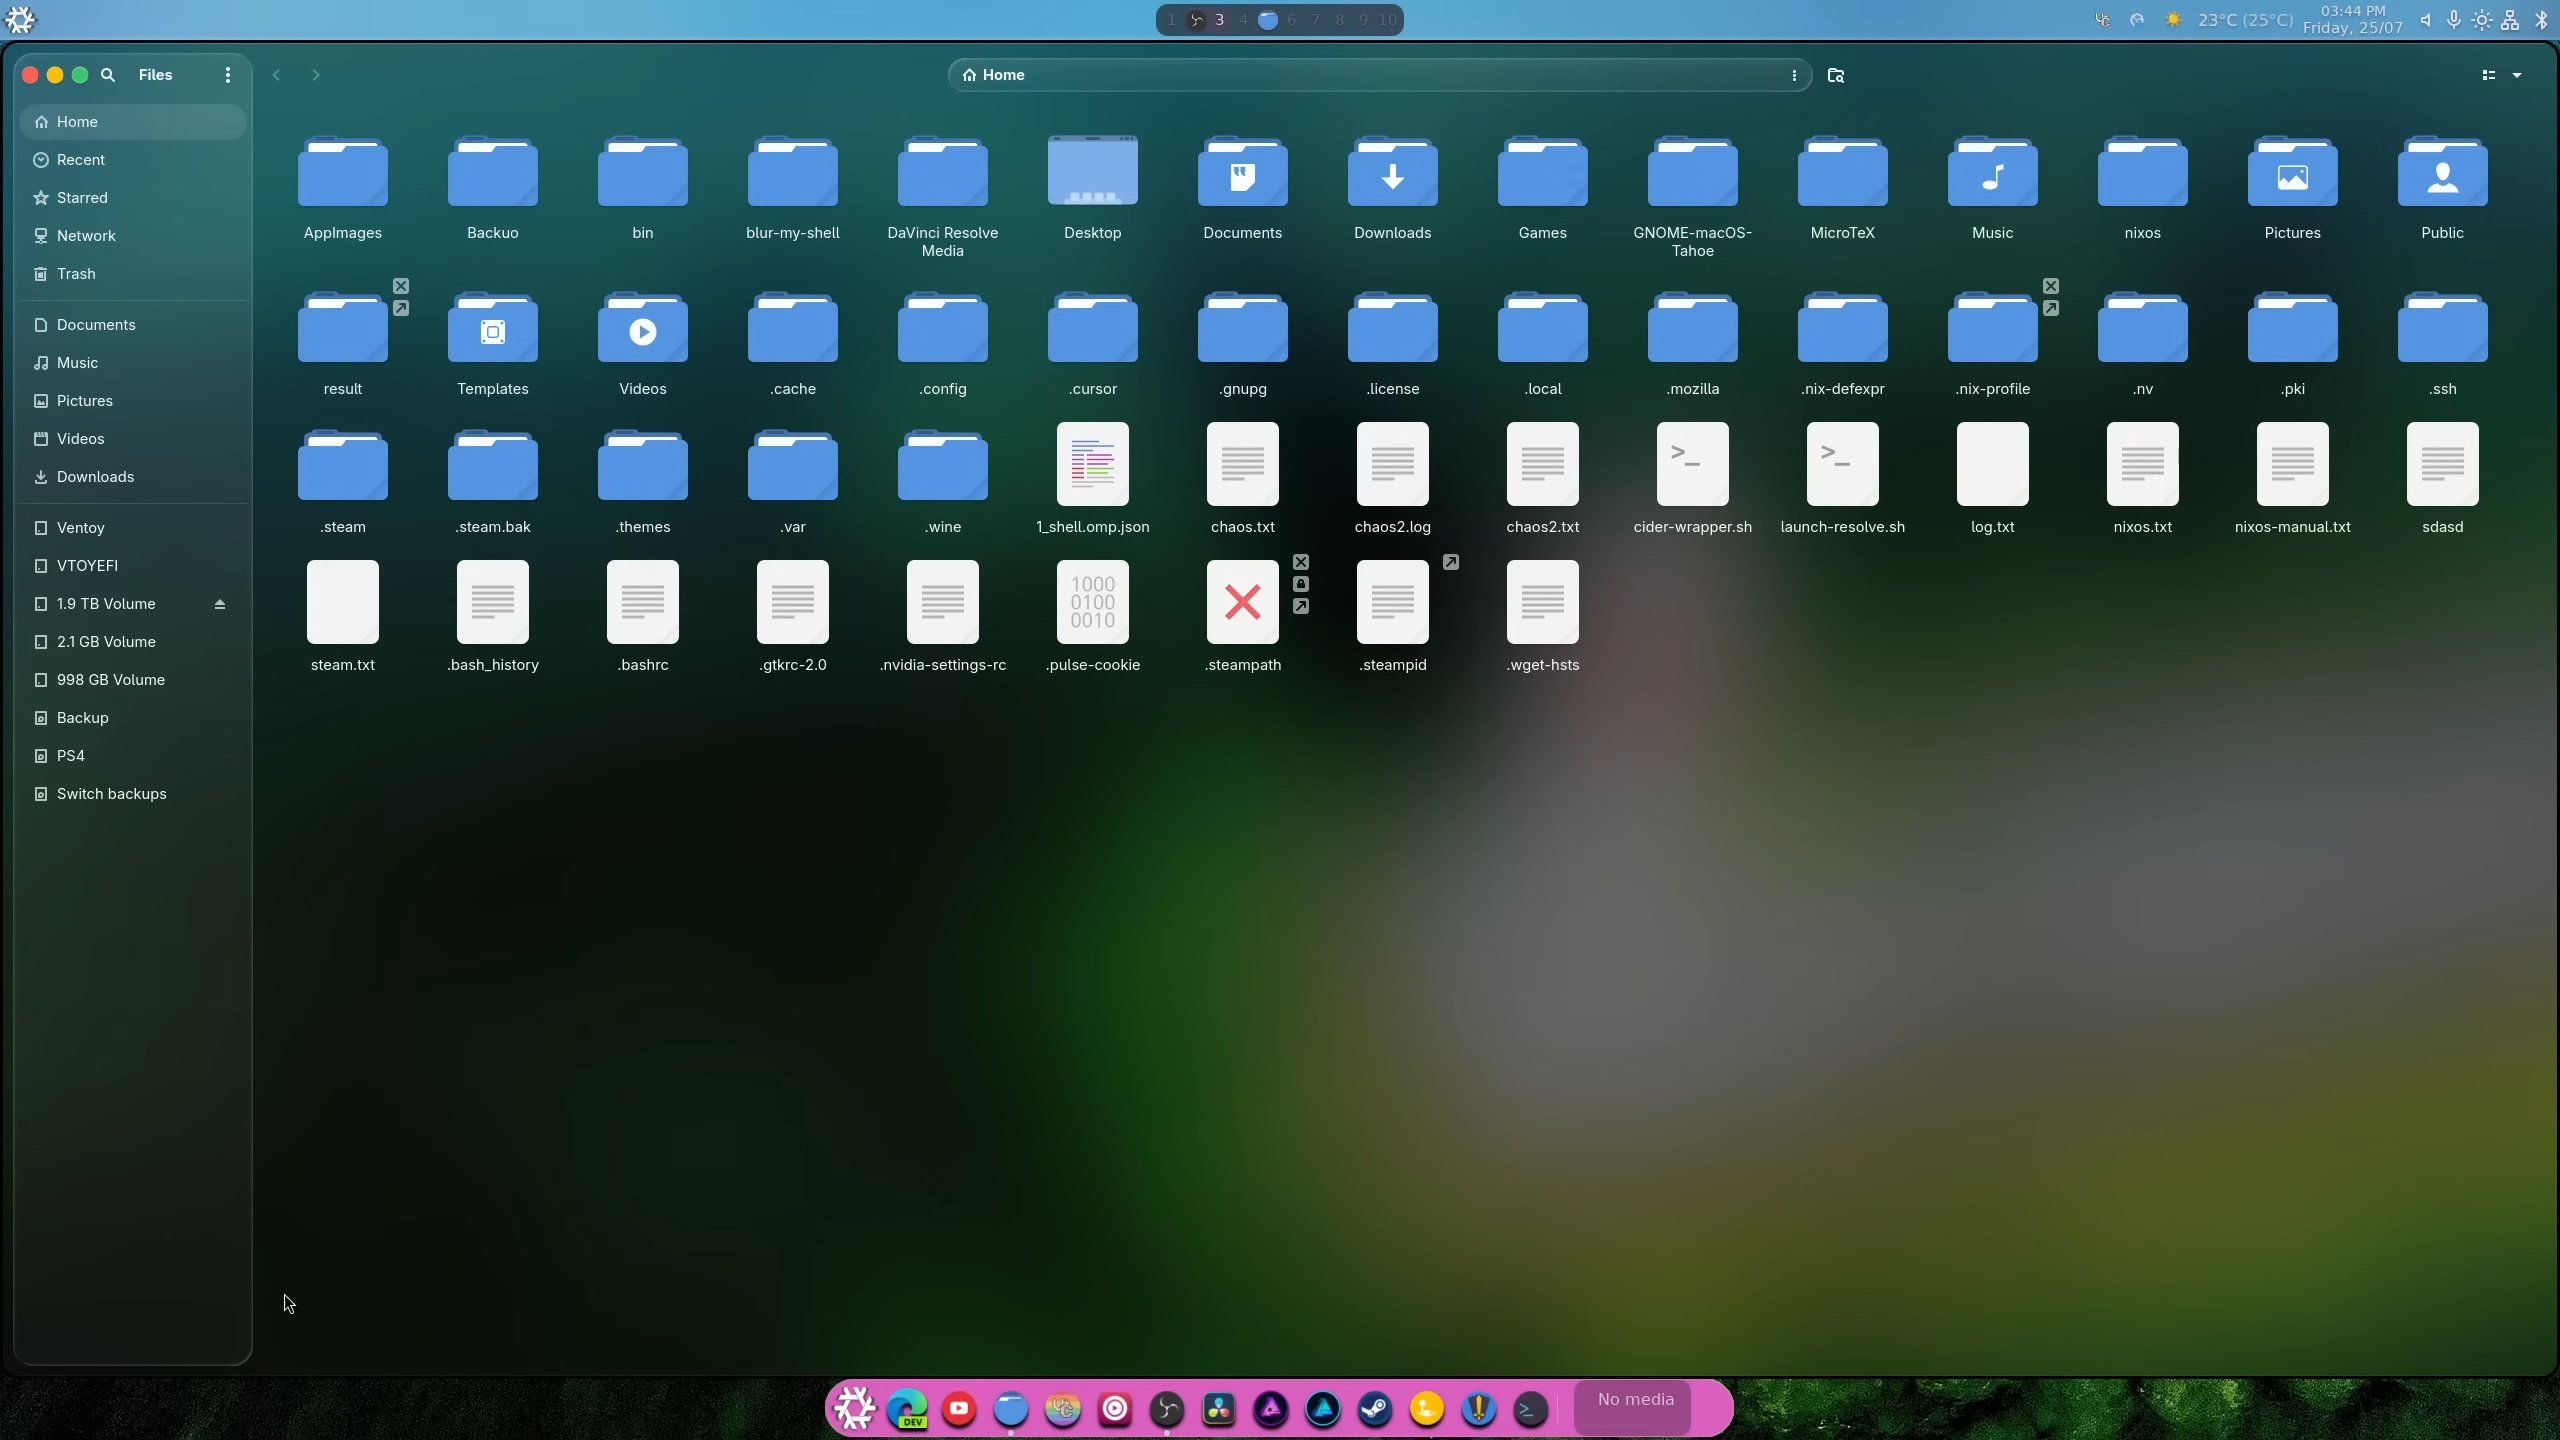 1 3 4 6 7 8 9 10
23°C (25°C)
03:44 PM
Friday, 25/07
Files
Home
Home
Recent
Starred
Network
Trash
Documents
Music
Pictures
Videos
Downloads
Ventoy
VTOYEFI
1.9 TB Volume
2.1 GB Volume
998 GB Volume
Backup
PS4
Switch backups
AppImages
Backuo
bin
blur-my-shell
DaVinci Resolve
Media
Desktop
Documents
Downloads
Games
GNOME-macOS-
Tahoe
MicroTeX
Music
nixos
Pictures
Public
result
Templates
Videos
.cache
.config
.cursor
.gnupg
.license
.local
.mozilla
.nix-defexpr
.nix-profile
.nv
.pki
.ssh
.steam
.steam.bak
.themes
.var
.wine
1_shell.omp.json
chaos.txt
chaos2.log
chaos2.txt
>_
cider-wrapper.sh
>_
launch-resolve.sh
log.txt
nixos.txt
nixos-manual.txt
sdasd
steam.txt
.bash_history
.bashrc
.gtkrc-2.0
.nvidia-settings-rc
1000
0100
0010
.pulse-cookie
.steampath
.steampid
.wget-hsts
DEV
UC
>_
No media